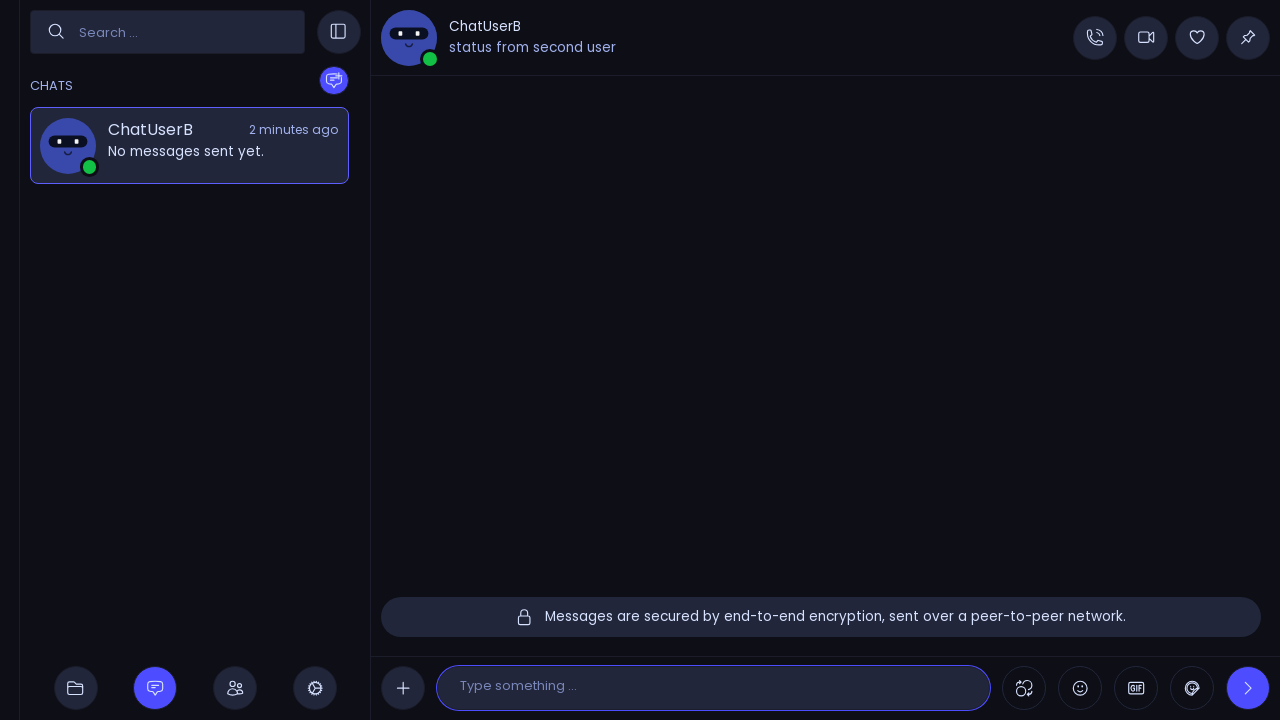 Search ...
CHATS
ChatUserB
2 minutes ago
No messages sent yet.
ChatUserB
status from second user
Messages are secured by end-to-end encryption, sent over a peer-to-peer network.
Type something ...
GIF